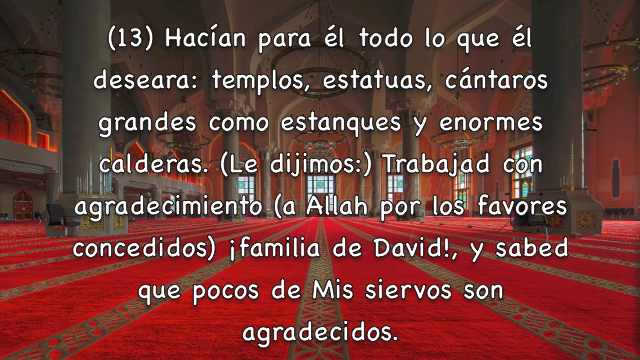 (13) Hacían para él todo lo que él
deseara: templos, estatuas, cántaros
grandes como estanques y enormes
calderas. (Le dijimos:) Trabajad con
agradecimiento (a Allah por los favores
concedidos) ¡familia de David!, y sabed
que pocos de Mis siervos son
agradecidos.